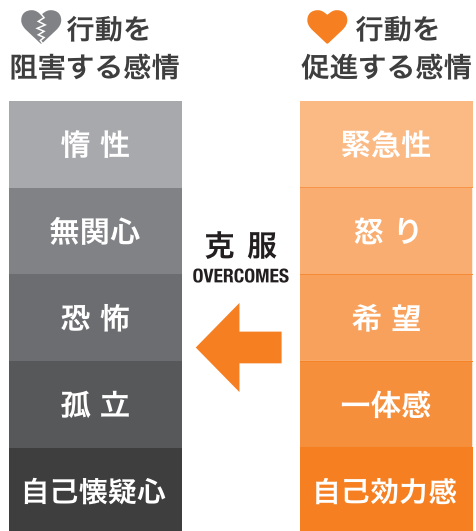 行動を
阻害する感情
惰性
無関心
恐怖
孤立
自己懐疑心
克服
OVERCOMES
行動を
促進する感情
緊急性
怒り
希望
一体感
自己効力感